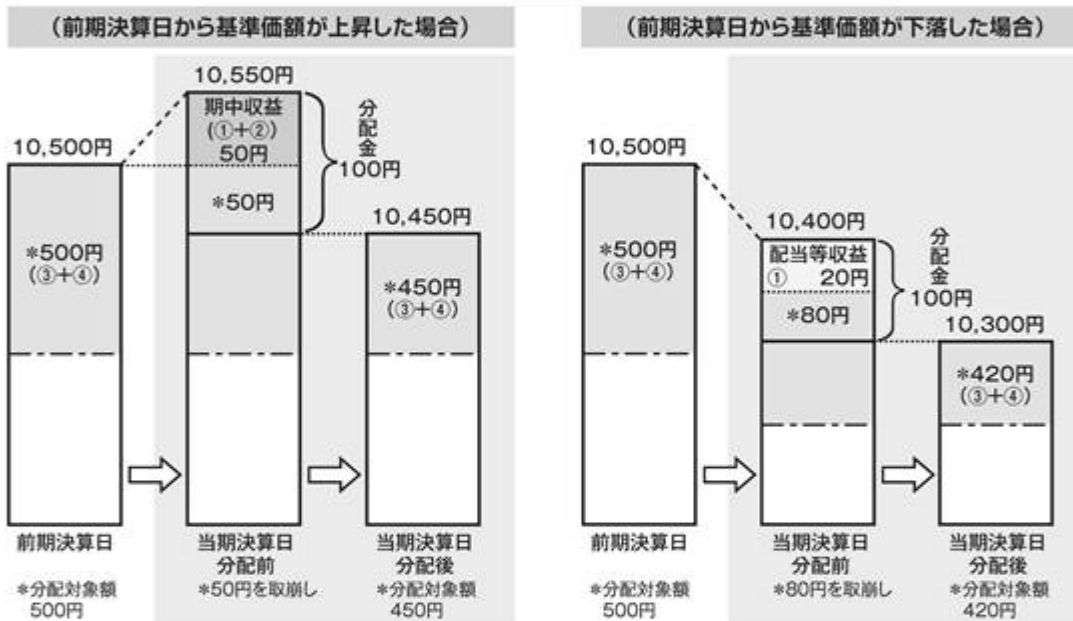 (前期決算日から基準価額が上昇した場合)
10,550円
期中収益
(①+②)
50円
*50円
分配金
100円
10,500円
*500円
(③+④)
10,450円
*450円
(③+④)
前期決算日
*分配対象額
500円
当期決算日
分配前
*50円を取崩し
当期決算日
分配後
*分配対象額
450円
(前期決算日から基準価額が下落した場合)
10,500円
*500円
(③+④)
10,400円
配当等収益
① 20円
*80円
分配金
100円
10,300円
*420円
(③+④)
前期決算日
*分配対象額
500円
当期決算日
分配前
*80円を取崩し
当期決算日
分配後
*分配対象額
420円